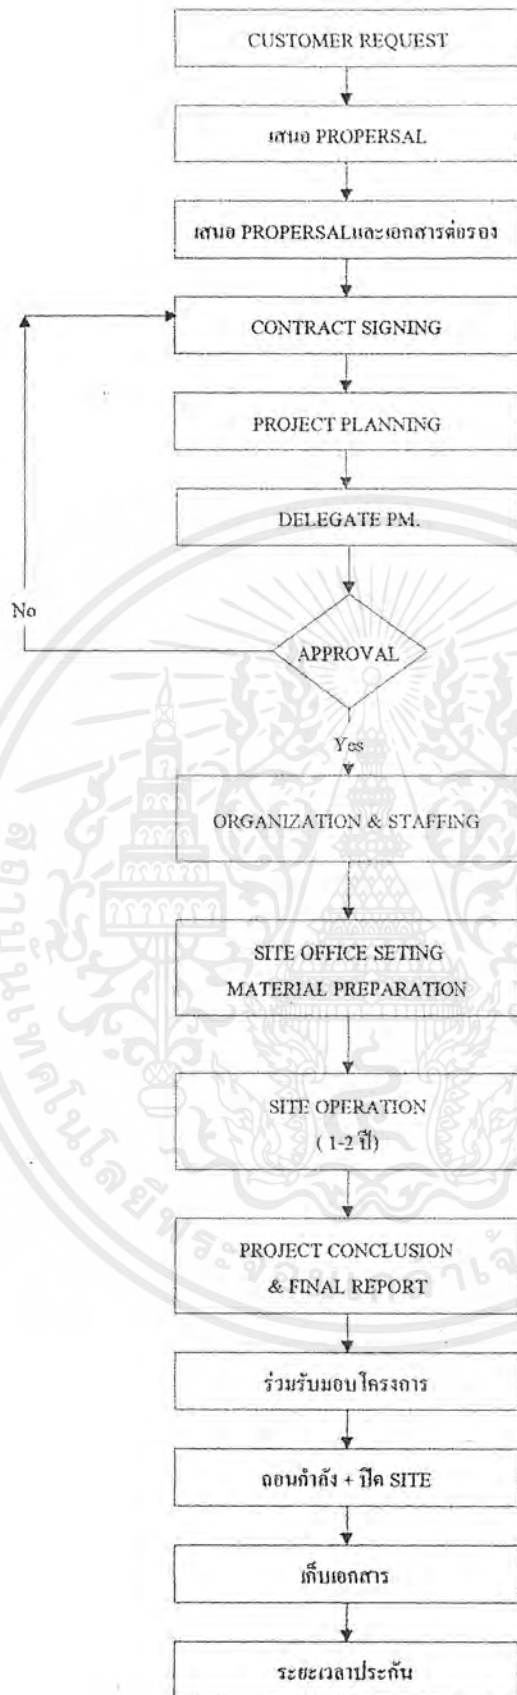 CUSTOMER REQUEST
เสนอ PROPERSAL
เสนอ PROPERSALและเอกสารต่อรอง
CONTRACT SIGNING
PROJECT PLANNING
DELEGATE PM.
No
APPROVAL
Yes
ORGANIZATION & STAFFING
SITE OFFICE SETING
MATERIAL PREPARATION
SITE OPERATION
( 1-2 ปี)
PROJECT CONCLUSION
& FINAL REPORT
ร่วมรับมอบโครงการ
ถอนกำลัง + ปิด SITE
เก็บเอกสาร
ระยะเวลาประกัน